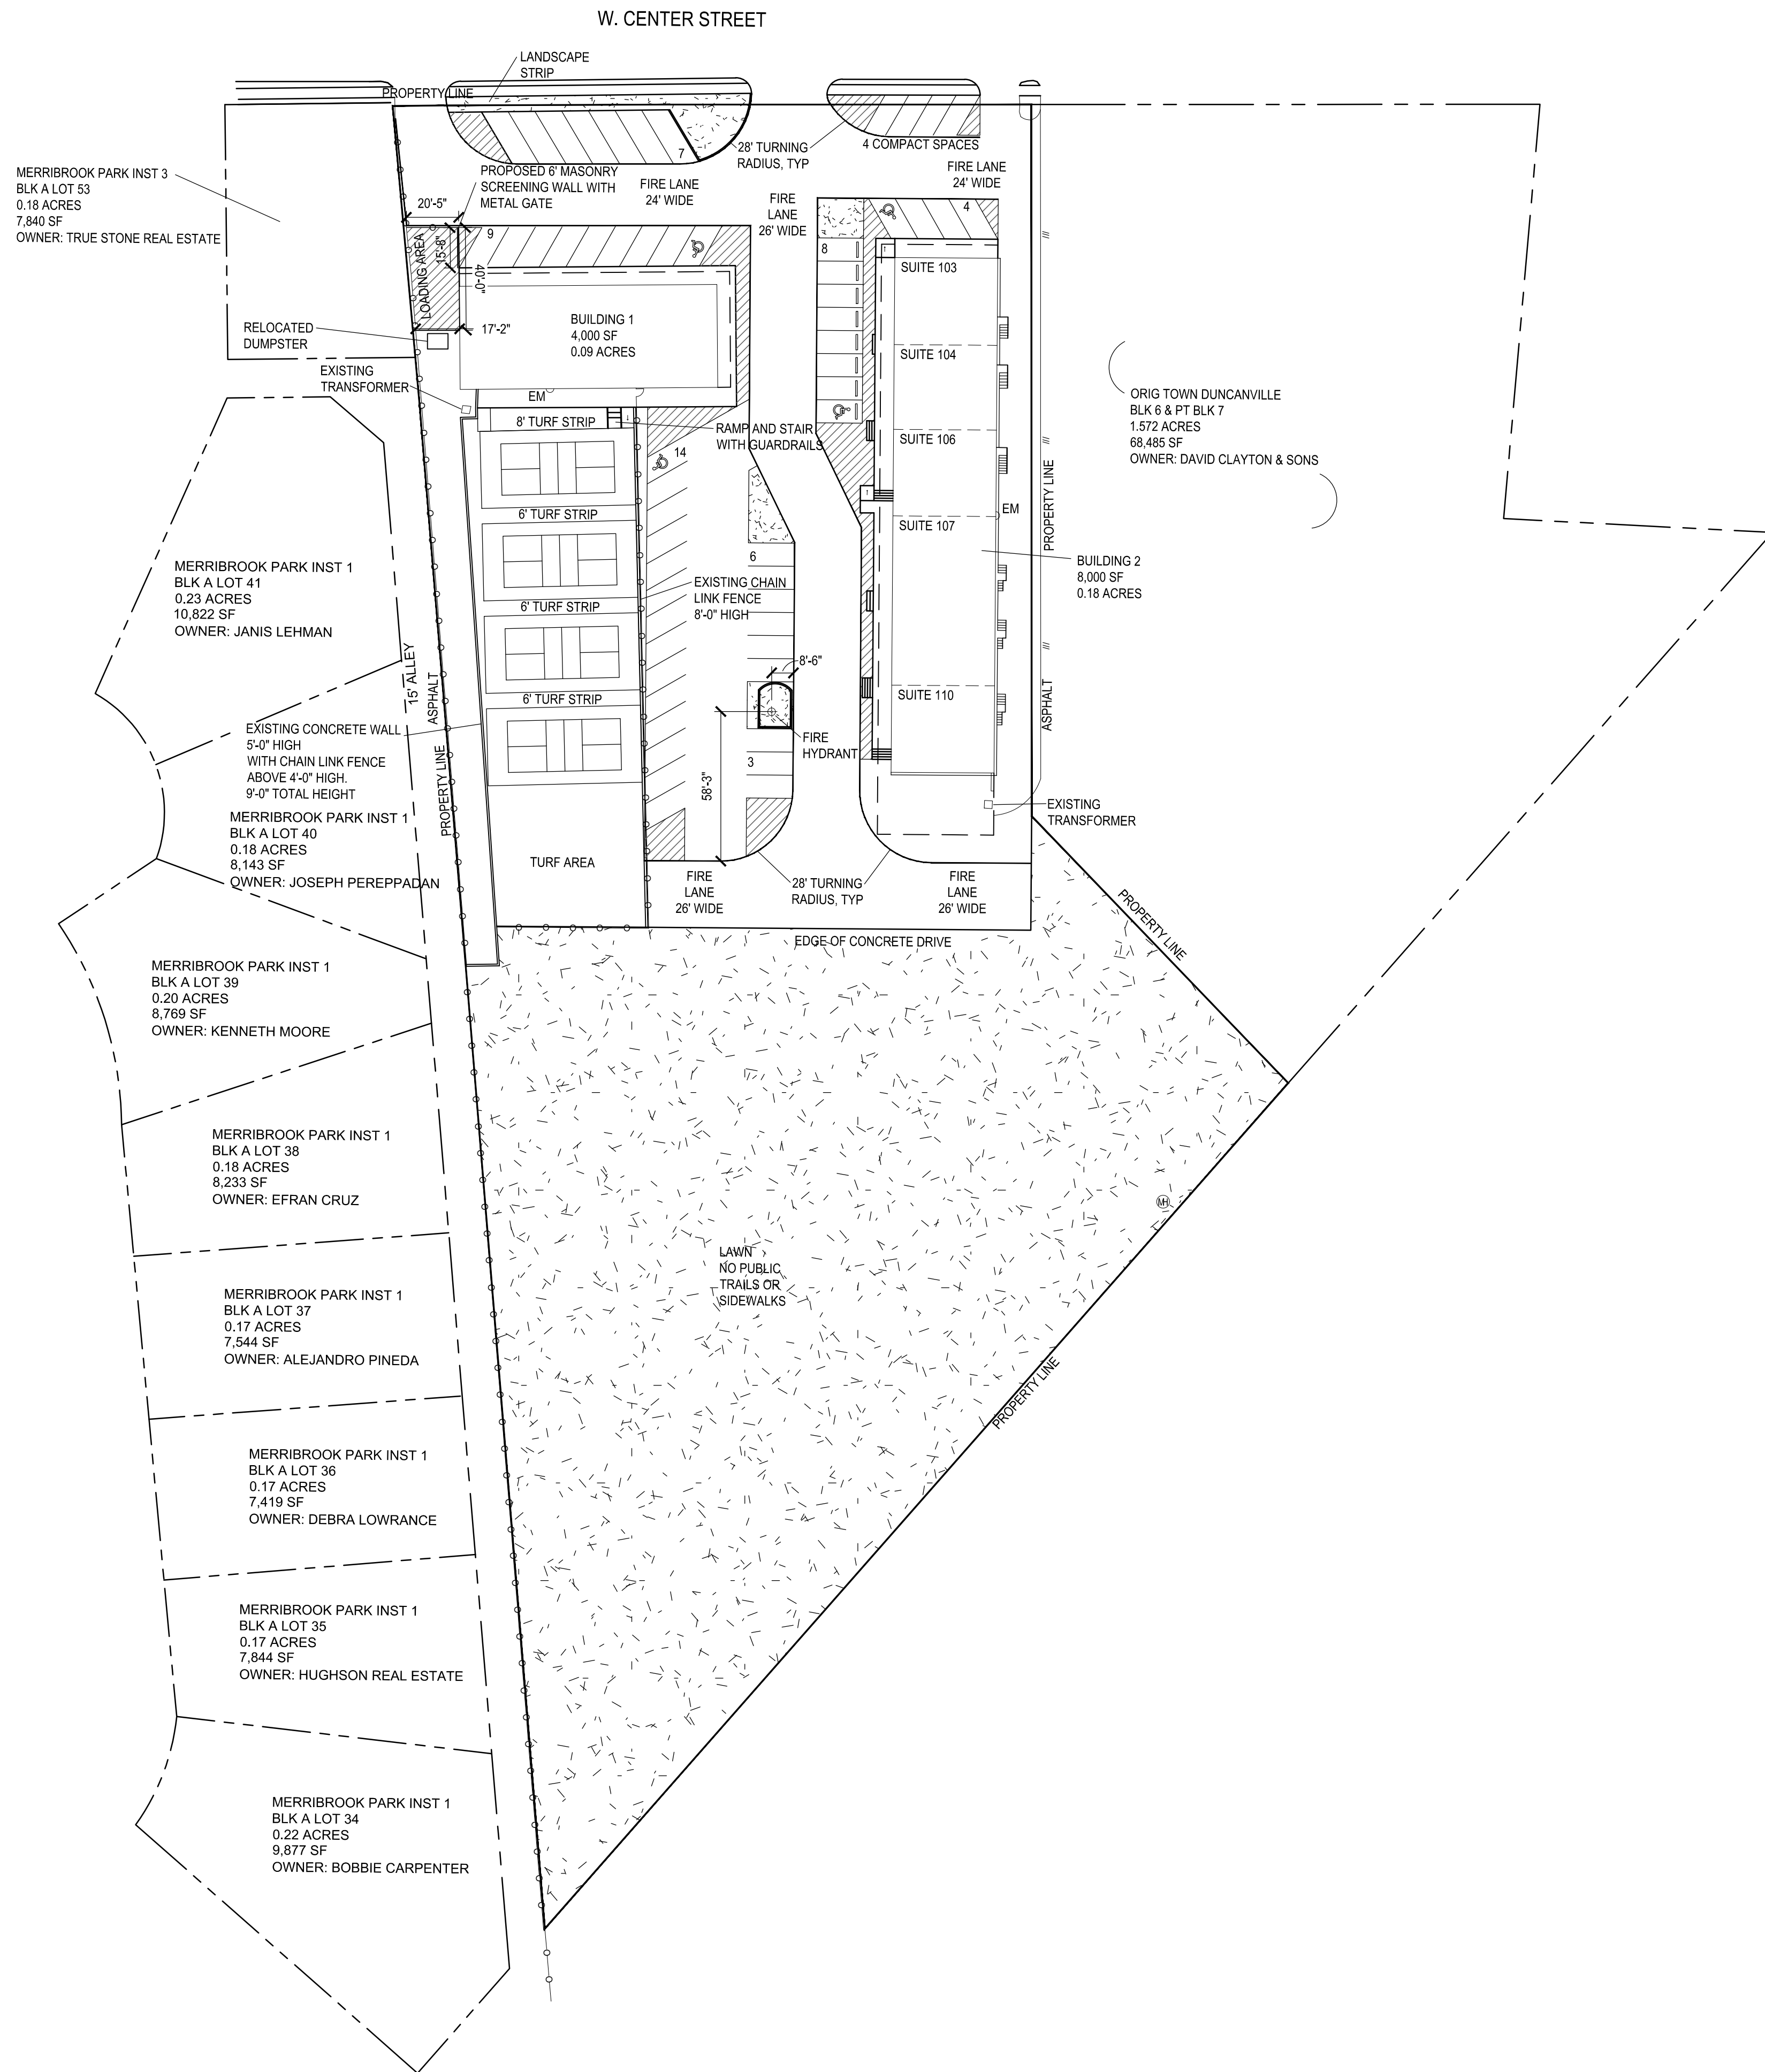 W. CENTER STREET
LANDSCAPE
STRIP
PROPERTY LINE
7
28' TURNING
RADIUS, TYP
4 COMPACT SPACES
FIRE LANE
24' WIDE
MERRIBROOK PARK INST 3
BLK A LOT 53
0.18 ACRES
7,840 SF
OWNER: TRUE STONE REAL ESTATE
PROPOSED 6' MASONRY
SCREENING WALL WITH
METAL GATE
FIRE LANE
24' WIDE
FIRE
LANE
26' WIDE
20'-5"
9
4
8
LOADING AREA
15'-8"
40'-0"
17'-2"
RELOCATED
DUMPSTER
BUILDING 1
4,000 SF
0.09 ACRES
SUITE 103
SUITE 104
SUITE 106
SUITE 107
SUITE 110
EXISTING
TRANSFORMER
EM
8' TURF STRIP
RAMP AND STAIR
WITH GUARDRAILS
14
6' TURF STRIP
6' TURF STRIP
6' TURF STRIP
ORIG TOWN DUNCANVILLE
BLK 6 & PT BLK 7
1.572 ACRES
68,485 SF
OWNER: DAVID CLAYTON & SONS
EM
PROPERTY LINE
BUILDING 2
8,000 SF
0.18 ACRES
6
EXISTING CHAIN
LINK FENCE
8'-0" HIGH
MERRIBROOK PARK INST 1
BLK A LOT 41
0.23 ACRES
10,822 SF
OWNER: JANIS LEHMAN
15' ALLEY
ASPHALT
8'-6"
ASPHALT
EXISTING CONCRETE WALL
5'-0" HIGH
WITH CHAIN LINK FENCE
ABOVE 4'-0" HIGH.
9'-0" TOTAL HEIGHT
PROPERTY LINE
FIRE
HYDRANT
3
58'-3"
EXISTING
TRANSFORMER
MERRIBROOK PARK INST 1
BLK A LOT 40
0.18 ACRES
8,143 SF
OWNER: JOSEPH PEREPPADAN
TURF AREA
FIRE
LANE
26' WIDE
28' TURNING
RADIUS, TYP
FIRE
LANE
26' WIDE
PROPERTY LINE
EDGE OF CONCRETE DRIVE
MERRIBROOK PARK INST 1
BLK A LOT 39
0.20 ACRES
8,769 SF
OWNER: KENNETH MOORE
MERRIBROOK PARK INST 1
BLK A LOT 38
0.18 ACRES
8,233 SF
OWNER: EFRAN CRUZ
MH
LAWN
NO PUBLIC
TRAILS OR
SIDEWALKS
MERRIBROOK PARK INST 1
BLK A LOT 37
0.17 ACRES
7,544 SF
OWNER: ALEJANDRO PINEDA
PROPERTY LINE
MERRIBROOK PARK INST 1
BLK A LOT 36
0.17 ACRES
7,419 SF
OWNER: DEBRA LOWRANCE
MERRIBROOK PARK INST 1
BLK A LOT 35
0.17 ACRES
7,844 SF
OWNER: HUGHSON REAL ESTATE
MERRIBROOK PARK INST 1
BLK A LOT 34
0.22 ACRES
9,877 SF
OWNER: BOBBIE CARPENTER